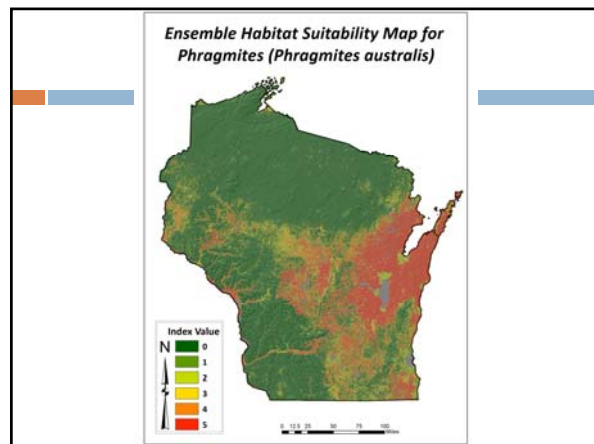 Ensemble Habitat Suitability Map for
Phragmites (Phragmites australis)
Index Value
N
0
1
2
3
4
5
0 12.5 25 50 75 100
Miles